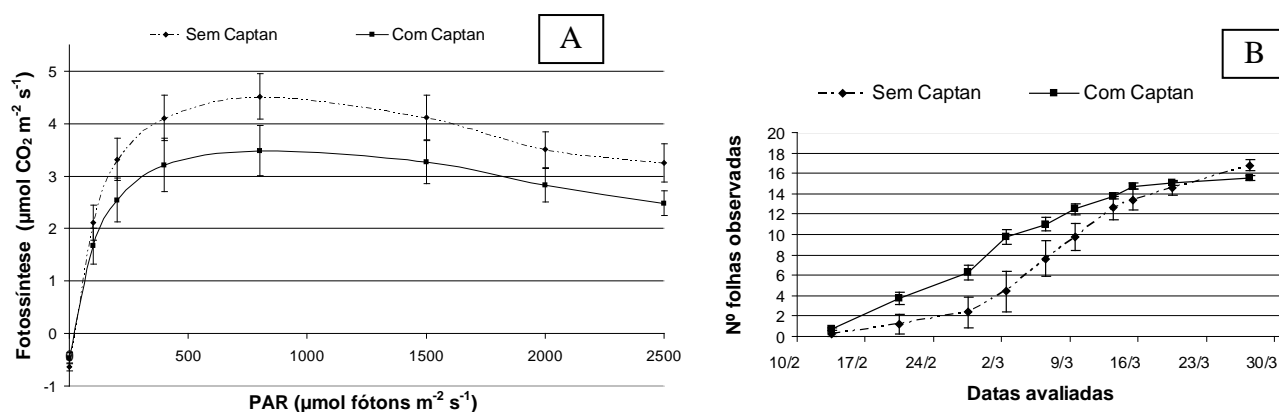 Sem Captan Com Captan
A
5
4
3
2
1
0
-1
500 1000 1500 2000 2500
Fotossíntese (µmol CO₂ m⁻² s⁻¹)
PAR (µmol fótons m⁻² s⁻¹)
B
Sem Captan Com Captan
20
18
16
14
12
10
8
6
4
2
0
10/2 17/2 24/2 2/3 9/3 16/3 23/3 30/3
Nº folhas observadas
Datas avaliadas